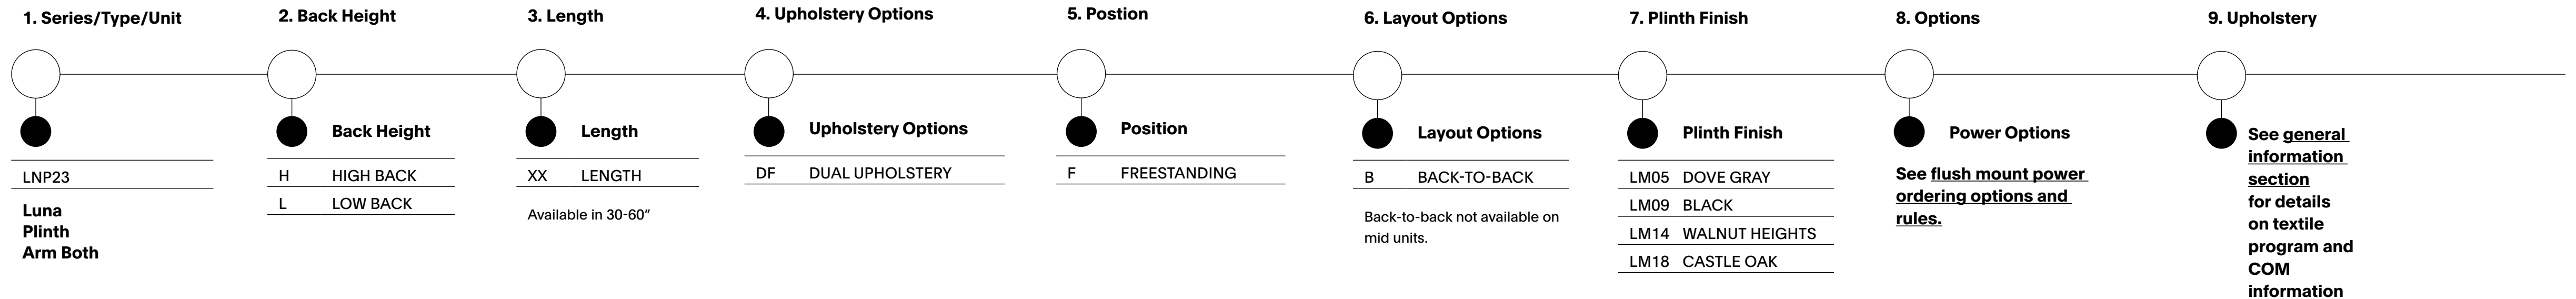 1. Series/Type/Unit
LNP23
Luna
Plinth
Arm Both
2. Back Height
Back Height
H HIGH BACK
L LOW BACK
3. Length
Length
XX LENGTH
Available in 30-60”
4. Upholstery Options
Upholstery Options
DF DUAL UPHOLSTERY
5. Postion
Position
F FREESTANDING
6. Layout Options
Layout Options
B BACK-TO-BACK
Back-to-back not available on
mid units.
7. Plinth Finish
Plinth Finish
LM05 DOVE GRAY
LM09 BLACK
LM14 WALNUT HEIGHTS
LM18 CASTLE OAK
8. Options
Power Options
See flush mount power
ordering options and
rules.
9. Upholstery
See general
information
section
for details
on textile
program and
COM
information